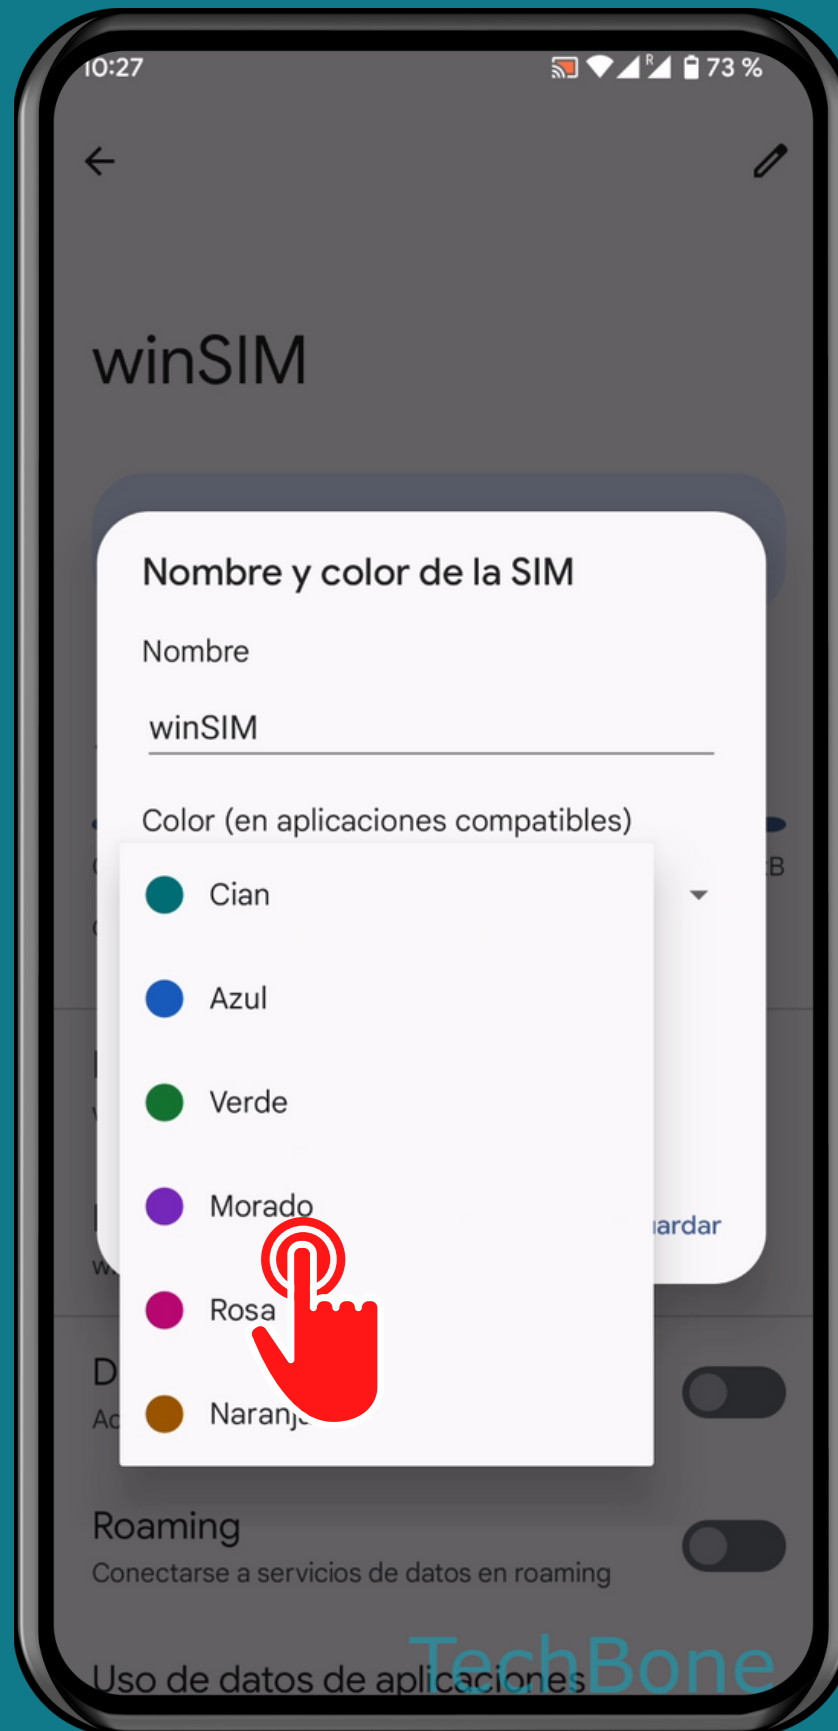 10:27
R 73 %
winSIM
Nombre y color de la SIM
Nombre
winSIM
Color (en aplicaciones compatibles)
Cian
Azul
Verde
Morado
Rosa
Naranja
Roaming
Conectarse a servicios de datos en roaming
Uso de datos de aplicaciones
TechBone